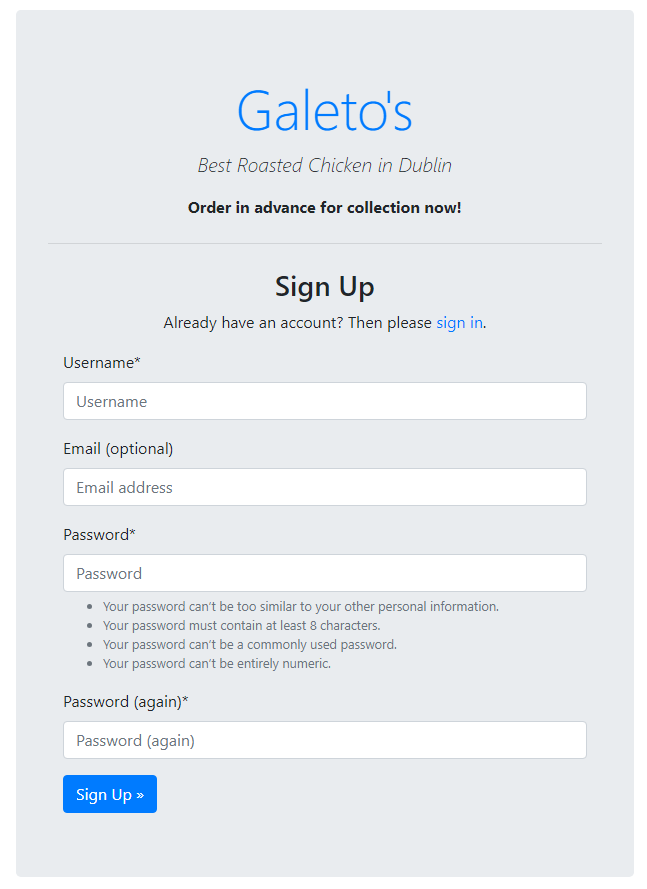 Galeto's
Best Roasted Chicken in Dublin
Order in advance for collection now!
Sign Up
Already have an account? Then please sign in.
Username*
Username
Email (optional)
Email address
Password*
Password
• Your password can’t be too similar to your other personal information.
• Your password must contain at least 8 characters.
• Your password can’t be a commonly used password.
• Your password can’t be entirely numeric.
Password (again)*
Password (again)
Sign Up »